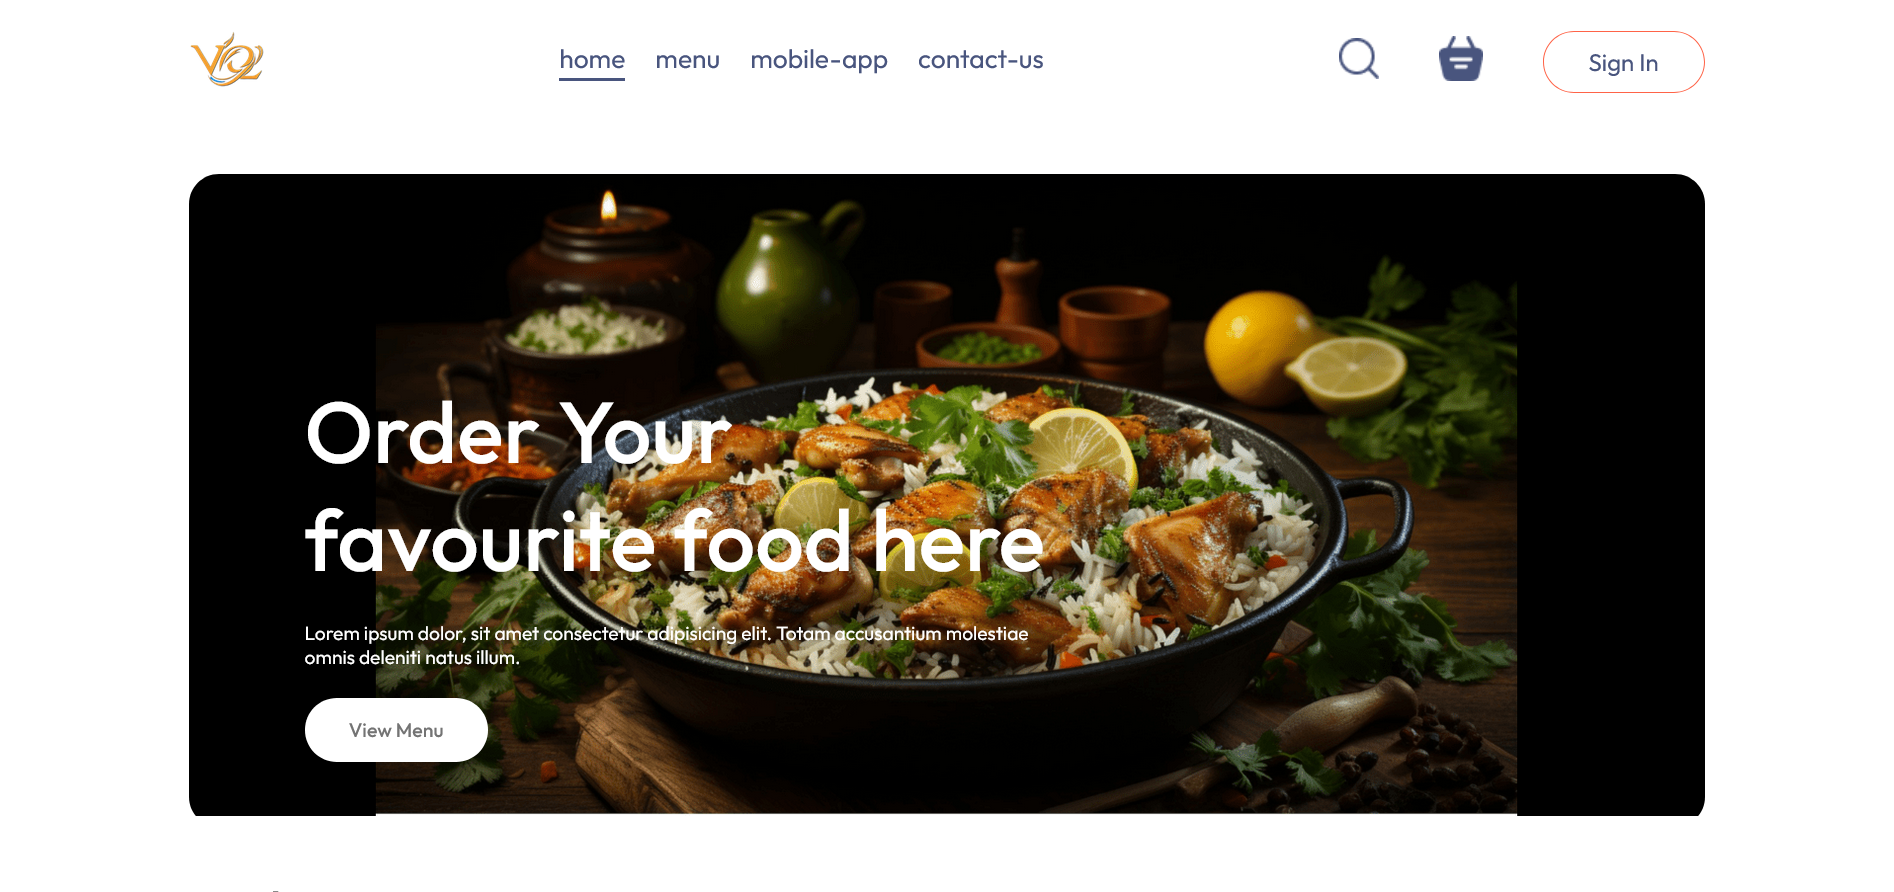 home
menu
mobile-app
contact-us
Sign In
Order Your
favourite food here
Lorem ipsum dolor, sit amet consectetur adipisicing elit. Totam accusantium molestiae
omnis deleniti natus illum.
View Menu